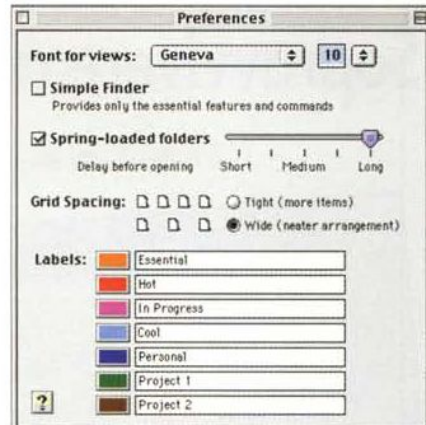 Preferences
Font for views: Geneva 10
Simple Finder
Provides only the essential features and commands
Spring-loaded folders
Delay before opening Short Medium Long
Grid Spacing: Tight (more items)
Wide (neater arrangement)
Labels: Essential
Hot
In Progress
Cool
Personal
Project 1
? Project 2